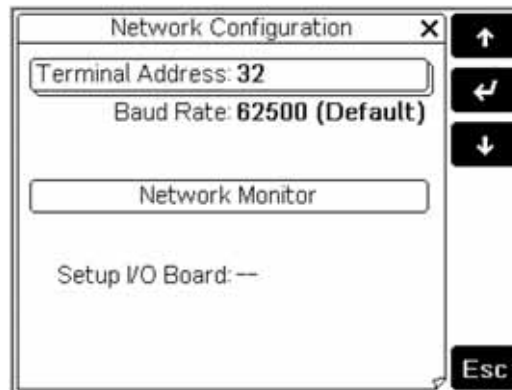 Network Configuration
Terminal Address: 32
Baud Rate: 62500 (Default)
Network Monitor
Setup I/O Board: --
Esc